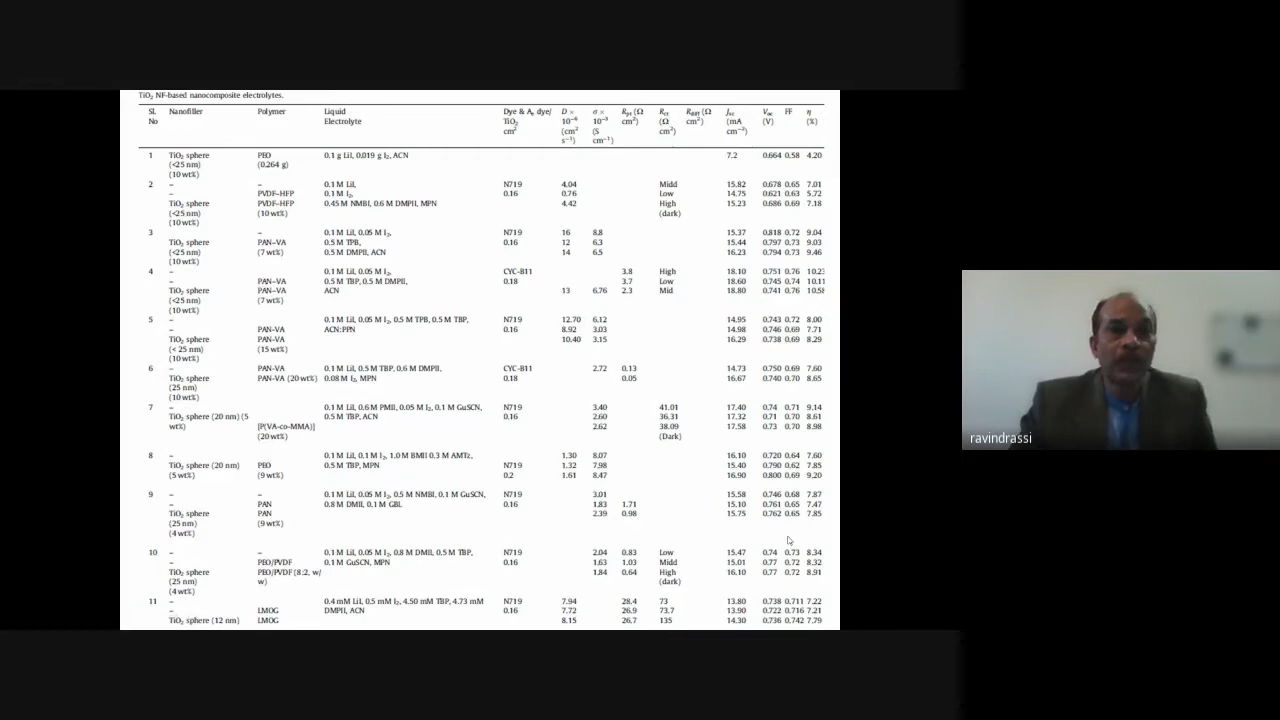 TiO₂ NF-based nanocomposite electrolytes.
Sl. Nanofiller Polymer Liquid Dye & A, dye/ D × σ × Rpt (Ω Rct Rdiff (Ω Jsc Voc FF η
No Electrolyte TiO₂ 10⁻⁶ 10⁻³ cm²) (Ω cm²) (mA (V) (%)
cm² (cm² (S cm²) cm⁻²)
s⁻¹) cm⁻¹)
1 TiO₂ sphere PEO 0.1 g LiI, 0.019 g I₂, ACN 7.2 0.664 0.58 4.20
(<25 nm) (0.264 g)
(10 wt%)
2 – – 0.1 M LiI, N719 4.04 Midd 15.82 0.678 0.65 7.01
– PVDF–HFP 0.1 M I₂, 0.16 0.76 Low 14.75 0.621 0.63 5.72
TiO₂ sphere PVDF–HFP 0.45 M NMBI, 0.6 M DMPII, MPN 4.42 High 15.23 0.686 0.69 7.18
(<25 nm) (10 wt%) (dark)
(10 wt%)
3 – 0.1 M LiI, 0.05 M I₂, N719 16 8.8 15.37 0.818 0.72 9.04
TiO₂ sphere PAN–VA 0.5 M TPB, 0.16 12 6.3 15.44 0.797 0.73 9.03
(<25 nm) (7 wt%) 0.5 M DMPII, ACN 14 6.5 16.23 0.794 0.73 9.46
(10 wt%)
4 – 0.1 M LiI, 0.05 M I₂, CYC-B11 3.8 High 18.10 0.751 0.76 10.23
– PAN–VA 0.5 M TBP, 0.5 M DMPII, 0.18 3.7 Low 18.60 0.745 0.74 10.11
TiO₂ sphere PAN–VA ACN 13 6.76 2.3 Mid 18.80 0.741 0.76 10.58
(<25 nm) (7 wt%)
(10 wt%)
5 – 0.1 M LiI, 0.05 M I₂, 0.5 M TPB, 0.5 M TBP, N719 12.70 6.12 14.95 0.743 0.72 8.00
– PAN-VA ACN:PPN 0.16 8.92 3.03 14.98 0.746 0.69 7.71
TiO₂ sphere PAN-VA 10.40 3.15 16.29 0.738 0.69 8.29
(< 25 nm) (15 wt%)
(10 wt%)
6 – PAN-VA 0.1 M LiI, 0.5 M TBP, 0.6 M DMPII, CYC-B11 2.72 0.13 14.73 0.750 0.69 7.60
TiO₂ sphere PAN-VA (20 wt%) 0.08 M I₂, MPN 0.18 0.05 16.67 0.740 0.70 8.65
(25 nm)
(10 wt%)
7 – 0.1 M LiI, 0.6 M PMII, 0.05 M I₂, 0.1 M GuSCN, N719 3.40 41.01 17.40 0.74 0.71 9.14
TiO₂ sphere (20 nm) (5 0.5 M TBP, ACN 0.16 2.60 36.31 17.32 0.71 0.70 8.61
wt%) [P(VA-co-MMA)] 2.62 38.09 17.58 0.73 0.70 8.98
(20 wt%) (Dark)
8 – 0.1 M LiI, 0.1 M I₂, 1.0 M BMII 0.3 M AMTz, 1.30 8.07 16.10 0.720 0.64 7.60
TiO₂ sphere (20 nm) PEO 0.5 M TBP, MPN N719 1.32 7.98 15.40 0.790 0.62 7.85
(5 wt%) (9 wt%) 0.2 1.61 8.47 16.90 0.800 0.69 9.20
9 – – 0.1 M LiI, 0.05 M I₂, 0.5 M NMBI, 0.1 M GuSCN, N719 3.01 15.58 0.746 0.68 7.87
– PAN 0.8 M DMII, 0.1 M GBL 0.16 1.83 1.71 15.10 0.761 0.65 7.47
TiO₂ sphere PAN 2.39 0.98 15.75 0.762 0.65 7.85
(25 nm) (9 wt%)
(4 wt%)
10 – – 0.1 M LiI, 0.05 M I₂, 0.8 M DMII, 0.5 M TBP, N719 2.04 0.83 Low 15.47 0.74 0.73 8.34
PEO/PVDF 0.1 M GuSCN, MPN 0.16 1.63 1.03 Midd 15.01 0.77 0.72 8.32
TiO₂ sphere PEO/PVDF (8:2, w/ 1.84 0.64 High 16.10 0.77 0.72 8.91
(25 nm) w) (dark)
(4 wt%)
11 – 0.4 mM LiI, 0.5 mM I₂, 4.50 mM TBP, 4.73 mM N719 7.94 28.4 73 13.80 0.738 0.711 7.22
– LMOG DMPII, ACN 0.16 7.72 26.9 73.7 13.90 0.722 0.716 7.21
TiO₂ sphere (12 nm) LMOG 8.15 26.7 135 14.30 0.736 0.742 7.79
ravindrassi